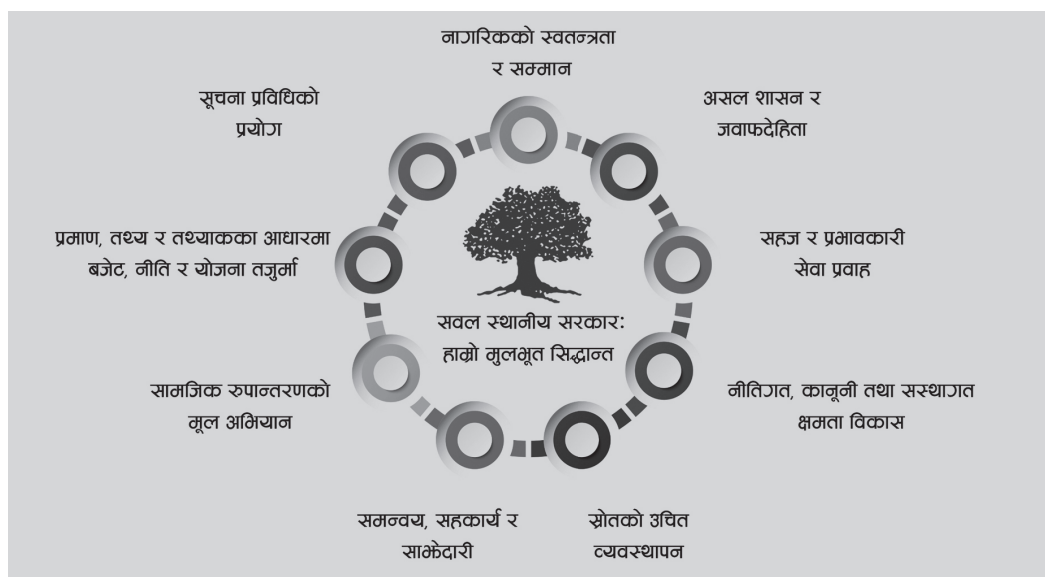 नागरिकको स्वतन्त्रता
र सम्मान
असल शासन र
जवाफदेहिता
सहज र प्रभावकारी
सेवा प्रवाह
नीतिगत, कानूनी तथा सस्थागत
क्षमता विकास
स्रोतको उचित
व्यवस्थापन
समन्वय, सहकार्य र
साझेदारी
सामजिक रुपान्तरणको
मूल अभियान
प्रमाण, तथ्य र तथ्याकका आधारमा
बजेट, नीति र योजना तजुर्मा
सूचना प्रविधिको
प्रयोग
सवल स्थानीय सरकार:
हाम्रो मुलभूत सिद्धान्त